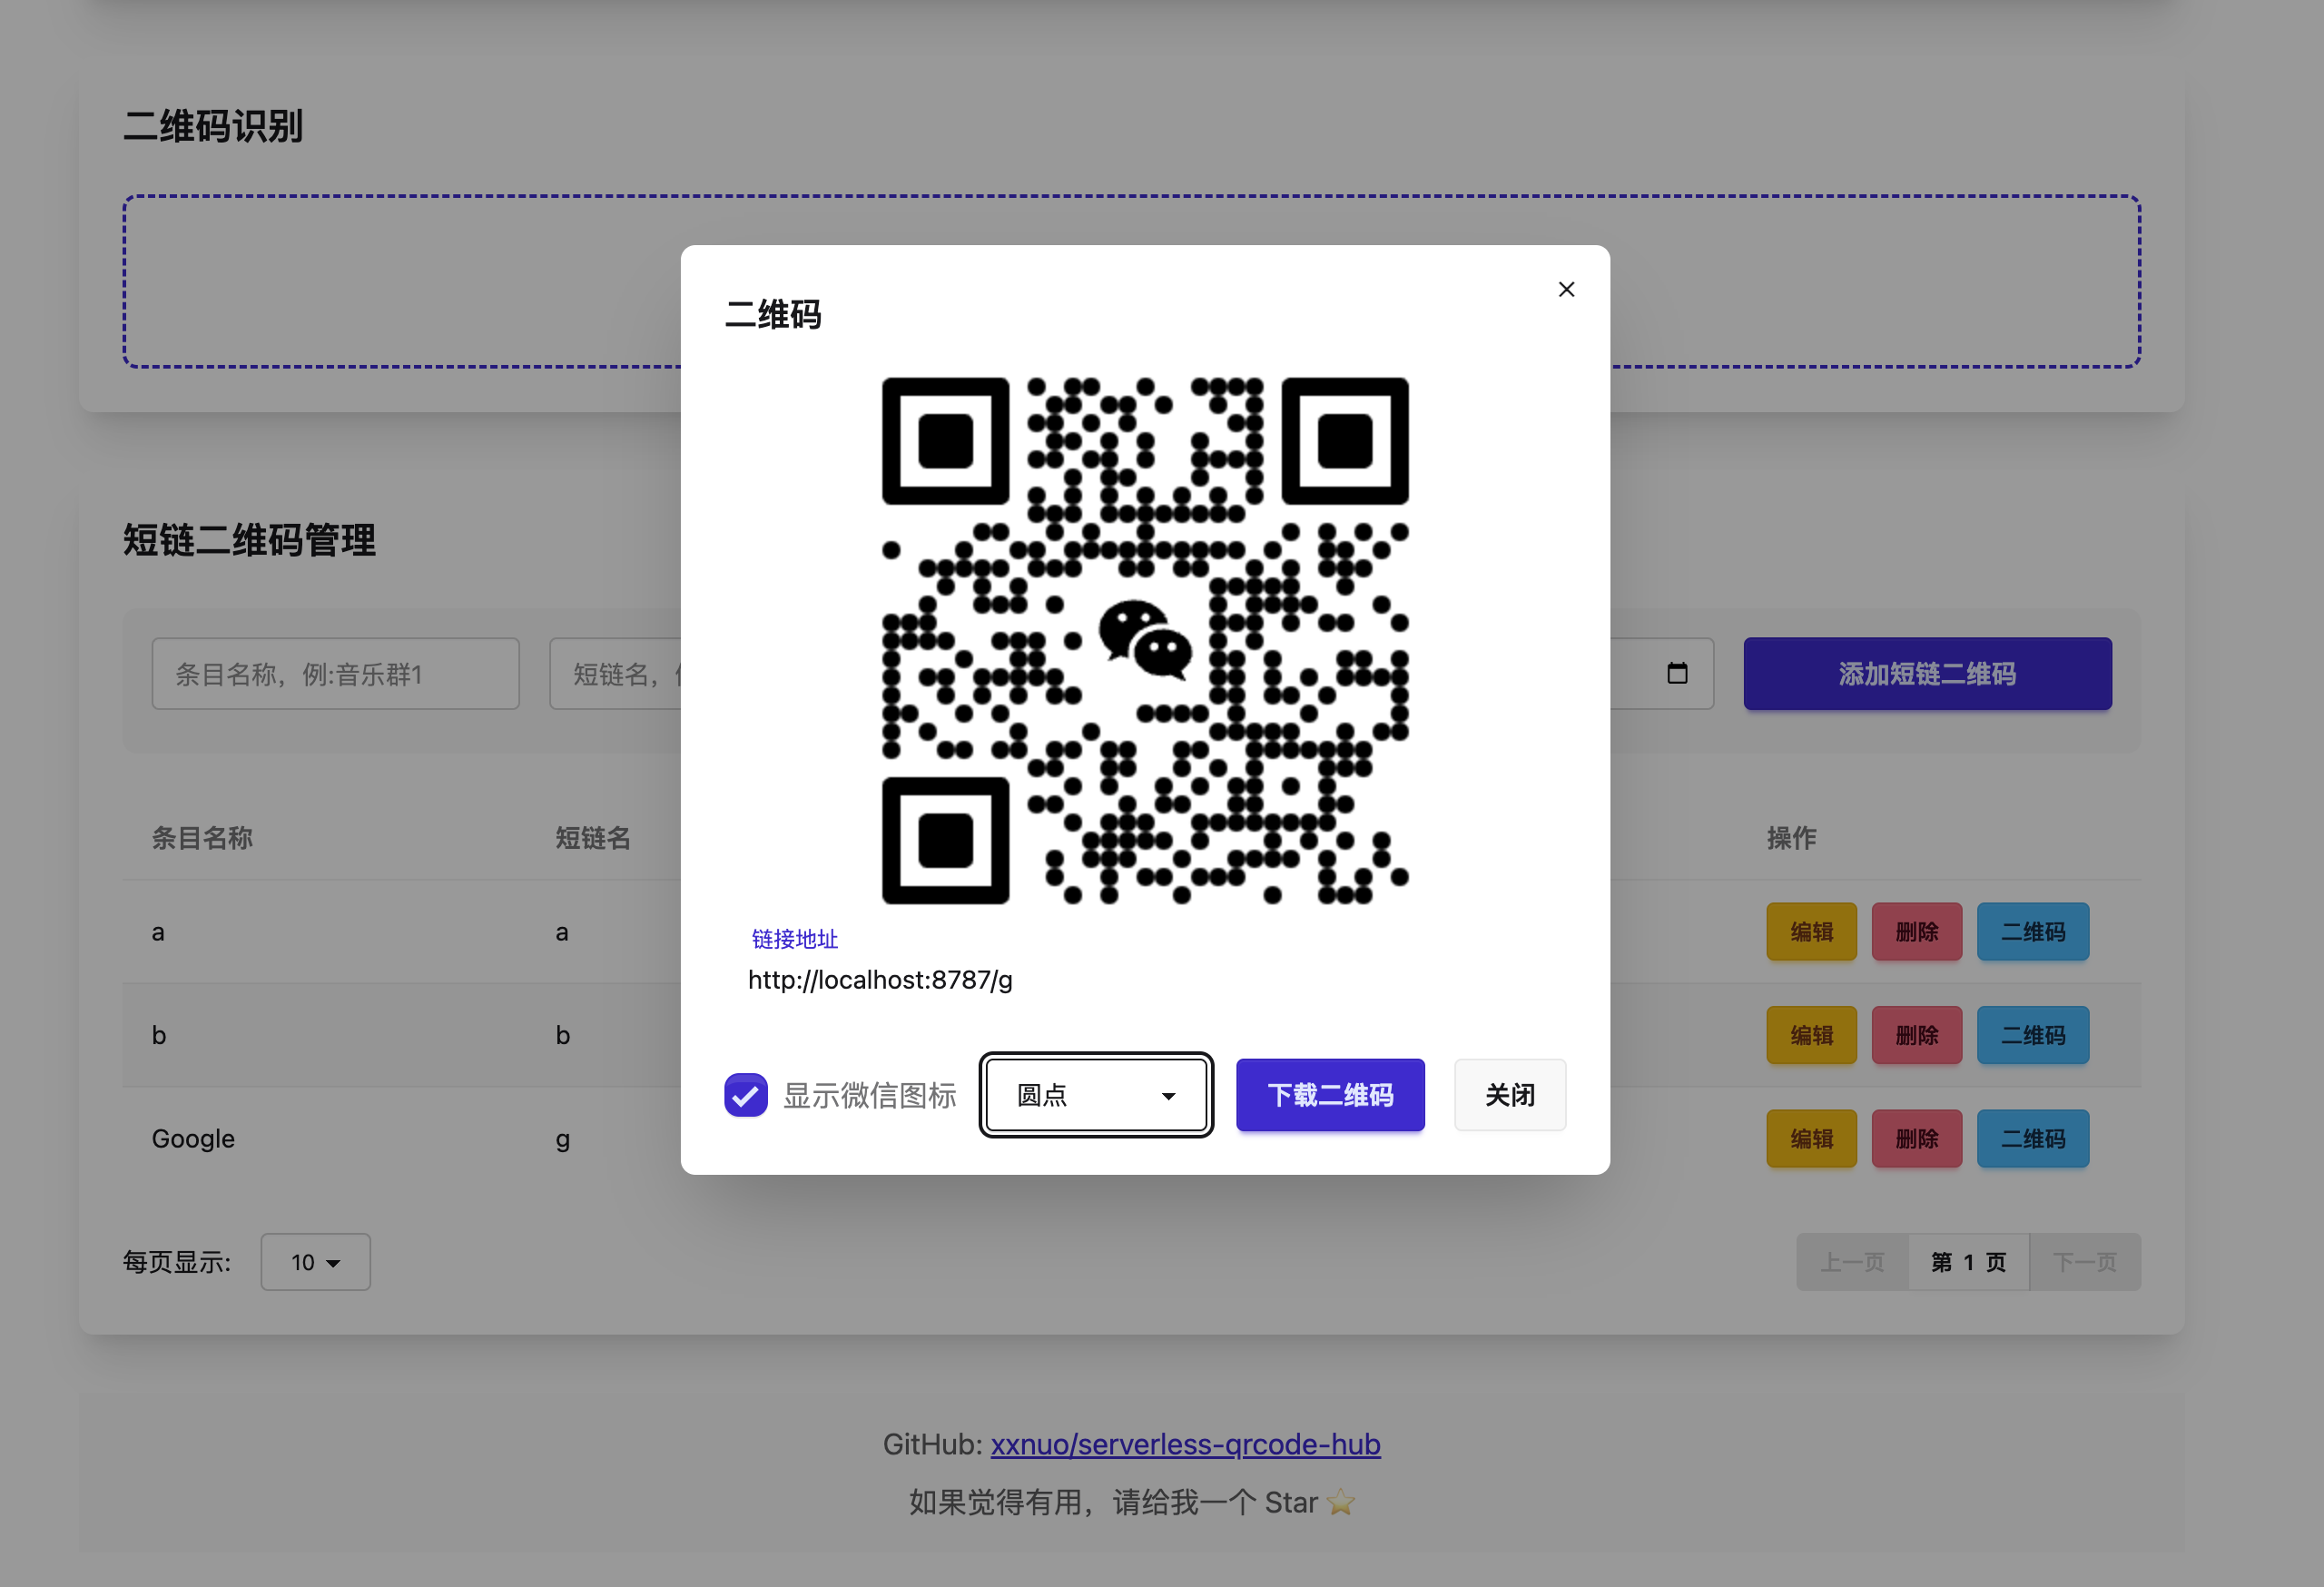 二维码识别
二维码
短链二维码管理
条目名称，例:音乐群1
短链名，
添加短链二维码
条目名称
短链名
操作
a
a
编辑
删除
二维码
链接地址
http://localhost:8787/g
b
b
编辑
删除
二维码
显示微信图标
圆点
下载二维码
关闭
Google
g
编辑
删除
二维码
每页显示:
10
上一页
第 1 页
下一页
GitHub: xxnuo/serverless-qrcode-hub
如果觉得有用，请给我一个 Star ⭐